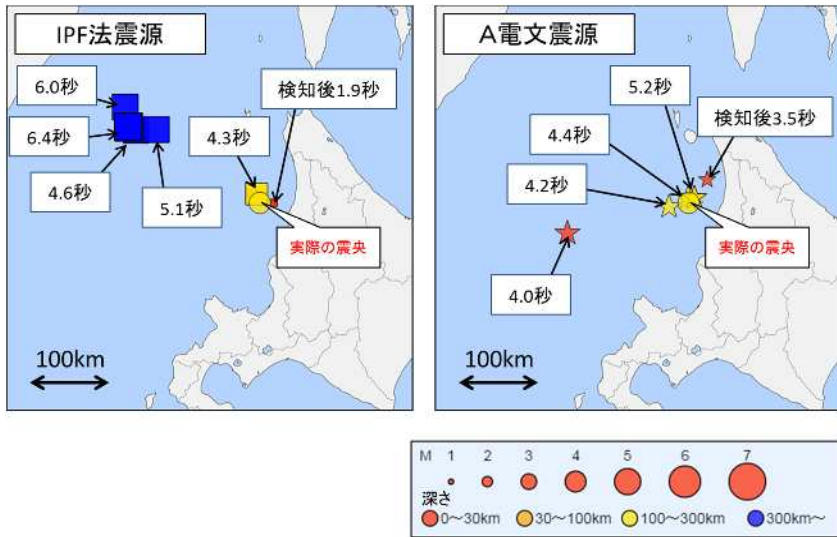 IPF法震源
6.0秒
検知後1.9秒
6.4秒
4.3秒
4.6秒
5.1秒
実際の震央
100km
A電文震源
5.2秒
検知後3.5秒
4.4秒
4.2秒
実際の震央
4.0秒
100km
M 1 2 3 4 5 6 7
深さ
0～30km 30～100km 100～300km 300km～